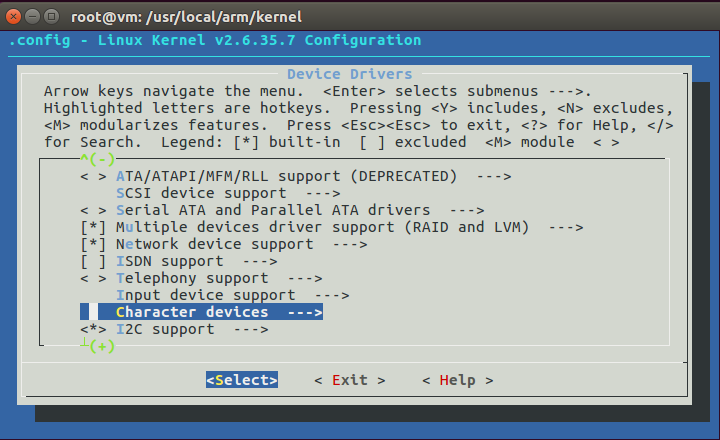 root@vm: /usr/local/arm/kernel
.config - Linux Kernel v2.6.35.7 Configuration
Device Drivers
Arrow keys navigate the menu.  <Enter> selects submenus --->.
Highlighted letters are hotkeys.  Pressing <Y> includes, <N> excludes,
<M> modularizes features.  Press <Esc><Esc> to exit, <?> for Help, </>
for Search.  Legend: [*] built-in  [ ] excluded  <M> module  < >
^(-)
< > ATA/ATAPI/MFM/RLL support (DEPRECATED)  --->
SCSI device support  --->
< > Serial ATA and Parallel ATA drivers  --->
[*] Multiple devices driver support (RAID and LVM)  --->
[*] Network device support  --->
[ ] ISDN support  --->
< > Telephony support  --->
Input device support  --->
Character devices  --->
<*> I2C support  --->
(+)
<Select>    < Exit >    < Help >